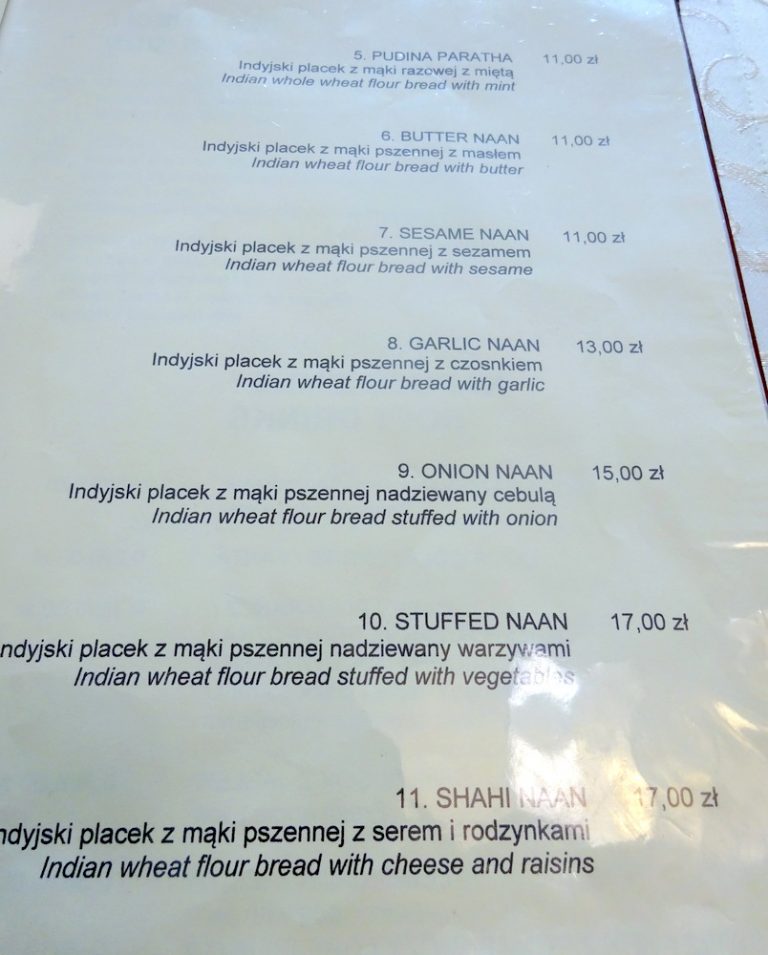 5. PUDINA PARATHA 11,00 zł
Indyjski placek z mąki razowej z miętą
Indian whole wheat flour bread with mint
6. BUTTER NAAN 11,00 zł
Indyjski placek z mąki pszennej z masłem
Indian wheat flour bread with butter
7. SESAME NAAN 11,00 zł
Indyjski placek z mąki pszennej z sezamem
Indian wheat flour bread with sesame
8. GARLIC NAAN 13,00 zł
Indyjski placek z mąki pszennej z czosnkiem
Indian wheat flour bread with garlic
9. ONION NAAN 15,00 zł
Indyjski placek z mąki pszennej nadziewany cebulą
Indian wheat flour bread stuffed with onion
10. STUFFED NAAN 17,00 zł
ndyjski placek z mąki pszennej nadziewany warzywami
Indian wheat flour bread stuffed with vegetables
11. SHAHI NAAN 17,00 zł
ndyjski placek z mąki pszennej z serem i rodzynkami
Indian wheat flour bread with cheese and raisins